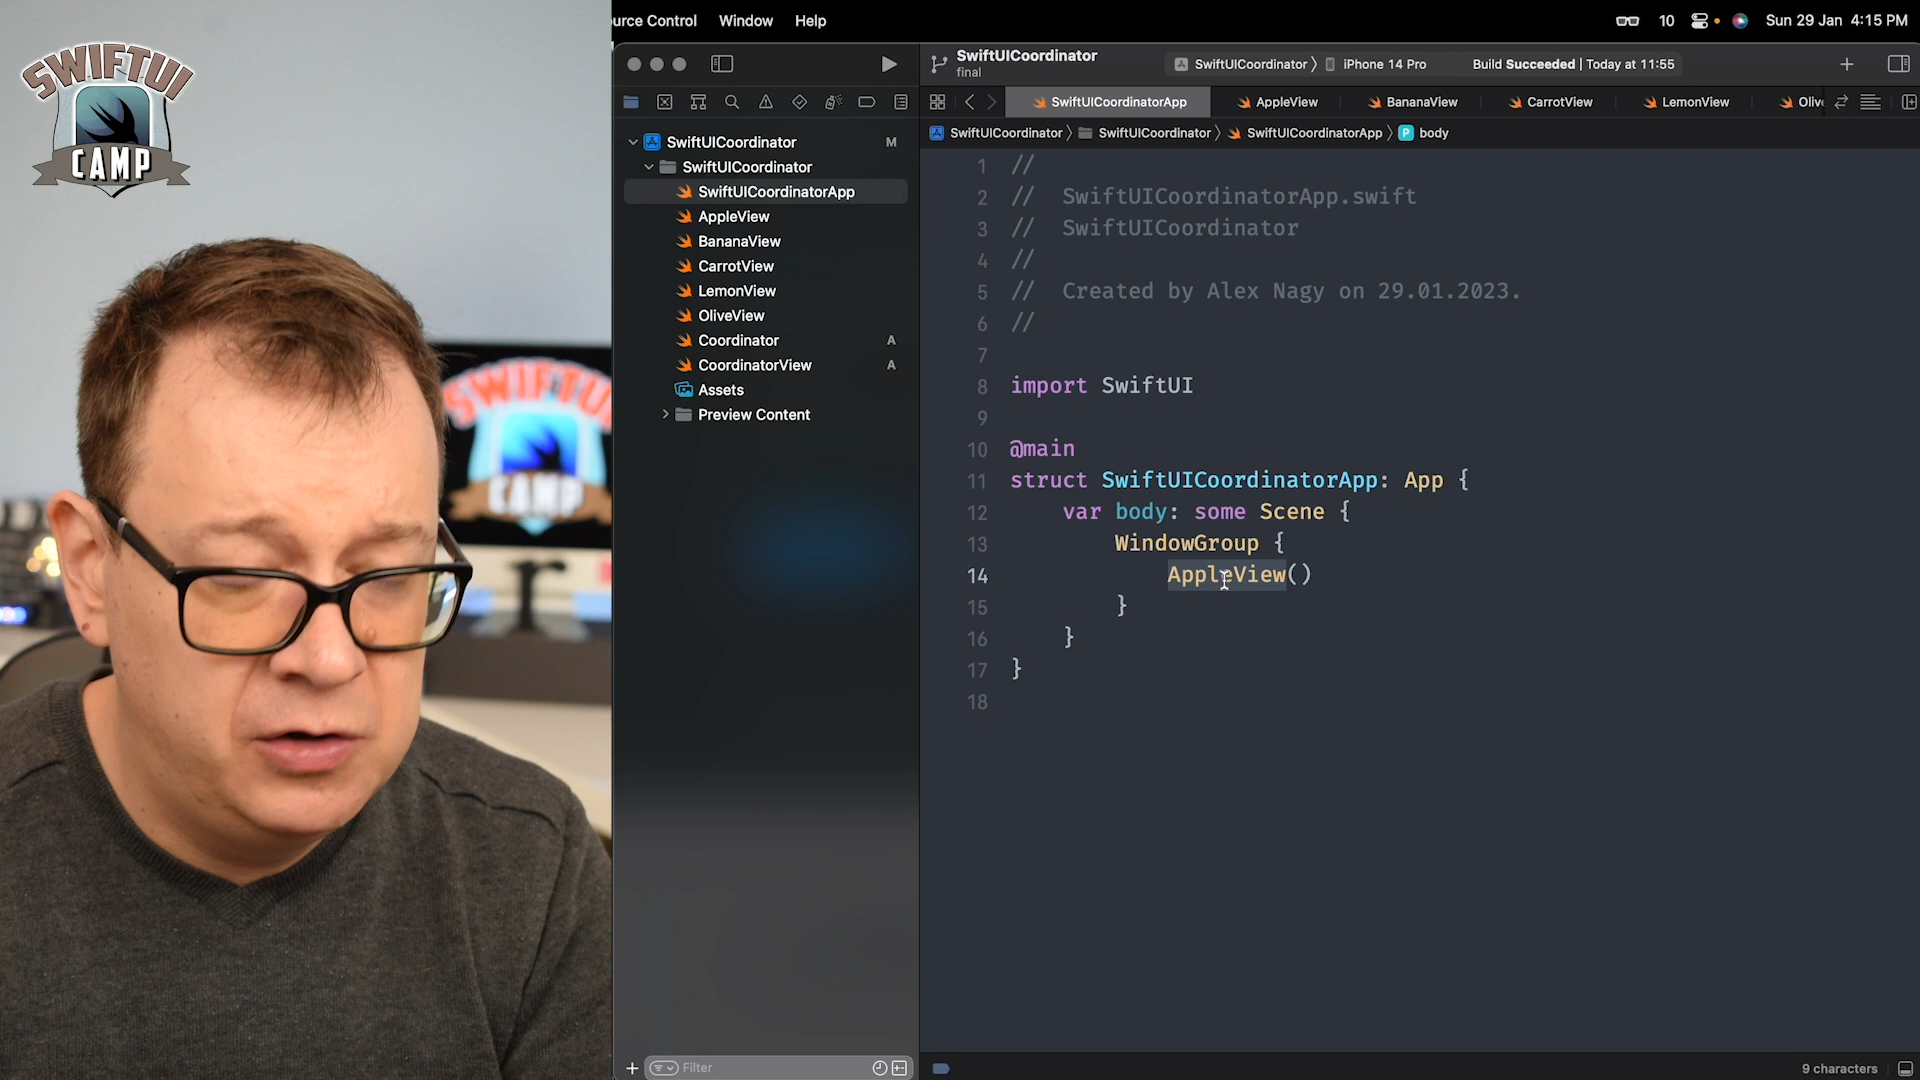 SWIFTUI
CAMP
SWIFTUI
CAMP
urce Control Window Help
10 Sun 29 Jan 4:15 PM
SwiftUICoordinator
final
SwiftUICoordinator iPhone 14 Pro Build Succeeded | Today at 11:55
SwiftUICoordinatorApp AppleView BananaView CarrotView LemonView Oliv
SwiftUICoordinator SwiftUICoordinator SwiftUICoordinatorApp P body
SwiftUICoordinator M
SwiftUICoordinator
SwiftUICoordinatorApp
AppleView
BananaView
CarrotView
LemonView
OliveView
Coordinator A
CoordinatorView A
Assets
Preview Content
Filter
1 //
2 // SwiftUICoordinatorApp.swift
3 // SwiftUICoordinator
4 //
5 // Created by Alex Nagy on 29.01.2023.
6 //
7
8 import SwiftUI
9
10 @main
11 struct SwiftUICoordinatorApp: App {
12 var body: some Scene {
13 WindowGroup {
14 AppleView()
15 }
16 }
17 }
18
9 characters